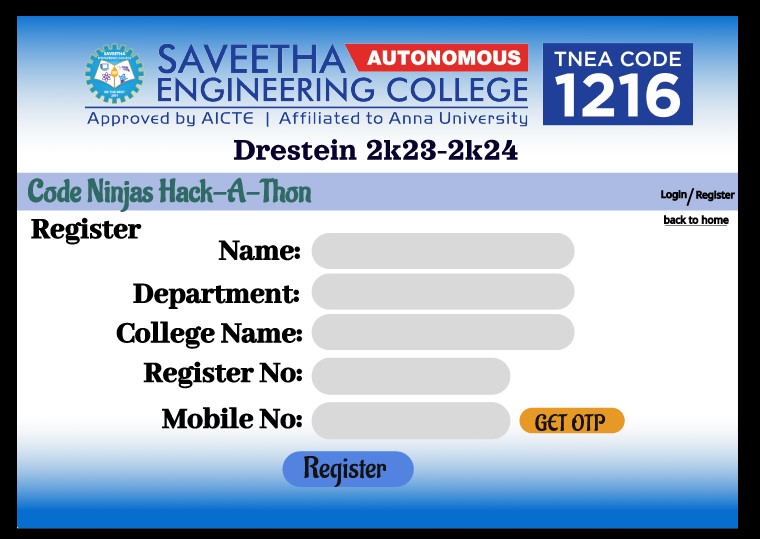 SAVEETHA AUTONOMOUS
ENGINEERING COLLEGE
Approved by AICTE | Affiliated to Anna University
TNEA CODE
1216
Drestein 2k23-2k24
Code Ninjas Hack-A-Thon
Login/Register
back to home
Register
Name:
Department:
College Name:
Register No:
Mobile No:
GET OTP
Register